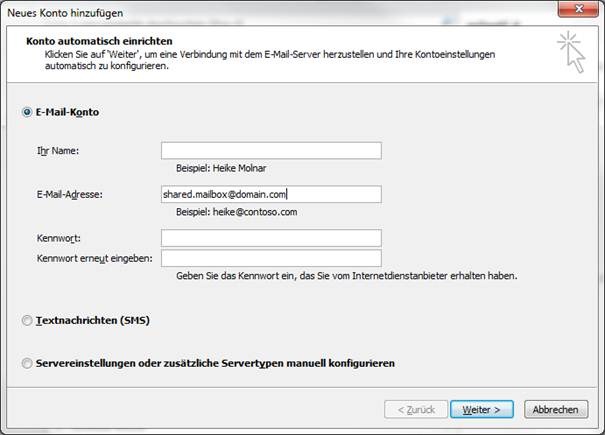 Neues Konto hinzufügen
Konto automatisch einrichten
Klicken Sie auf 'Weiter', um eine Verbindung mit dem E-Mail-Server herzustellen und Ihre Kontoeinstellungen
automatisch zu konfigurieren.
E-Mail-Konto
Ihr Name:
Beispiel: Heike Molnar
E-Mail-Adresse: shared.mailbox@domain.com
Beispiel: heike@contoso.com
Kennwort:
Kennwort erneut eingeben:
Geben Sie das Kennwort ein, das Sie vom Internetdienstanbieter erhalten haben.
Textnachrichten (SMS)
Servereinstellungen oder zusätzliche Servertypen manuell konfigurieren
< Zurück Weiter > Abbrechen